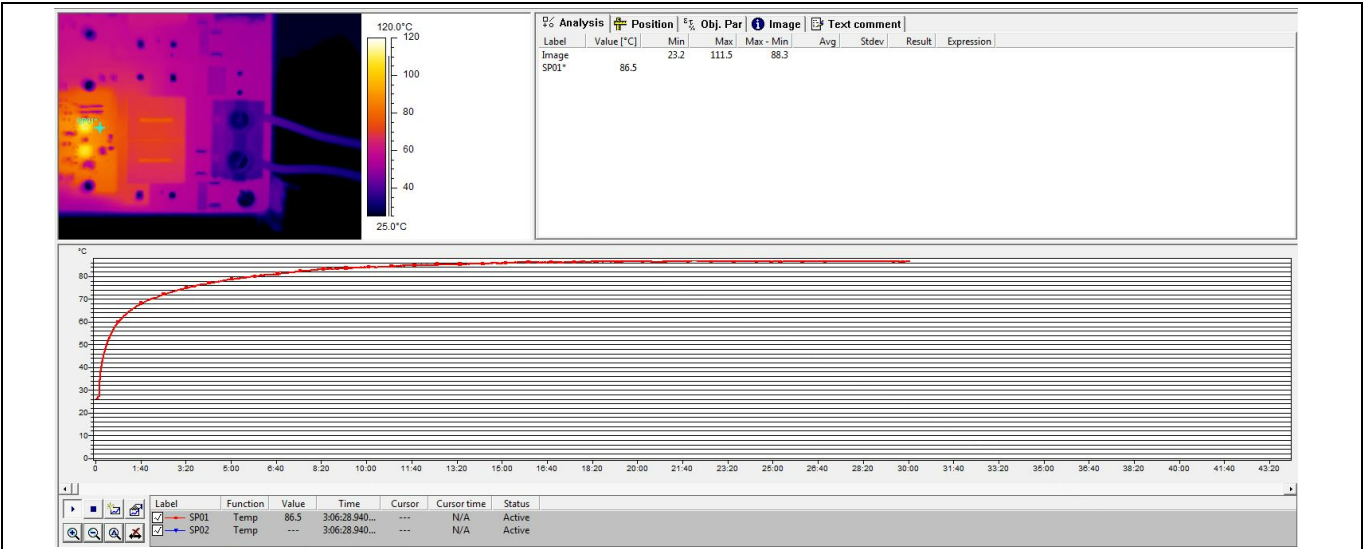 120.0°C
120
100
80
60
40
25.0°C
Analysis Position Obj. Par Image Text comment
Label Value [°C] Min Max Max - Min Avg Stdev Result Expression
Image 23.2 111.5 88.3
SP01* 86.5
°C
80
70
60
50
40
30
20
10
0
0 1:40 3:20 5:00 6:40 8:20 10:00 11:40 13:20 15:00 16:40 18:20 20:00 21:40 23:20 25:00 26:40 28:20 30:00 31:40 33:20 35:00 36:40 38:20 40:00 41:40 43:20
Label Function Value Time Cursor Cursor time Status
SP01 Temp 86.5 3:06:28.940... --- N/A Active
SP02 Temp --- 3:06:28.940... --- N/A Active